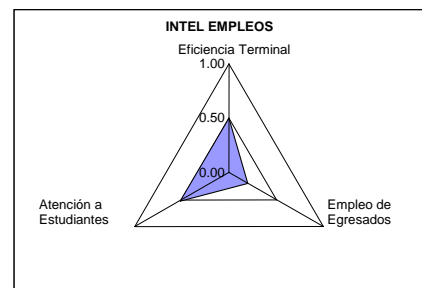 INTEL EMPLEOS
Eficiencia Terminal
1.00
0.50
0.00
Atención a
Estudiantes
Empleo de
Egresados